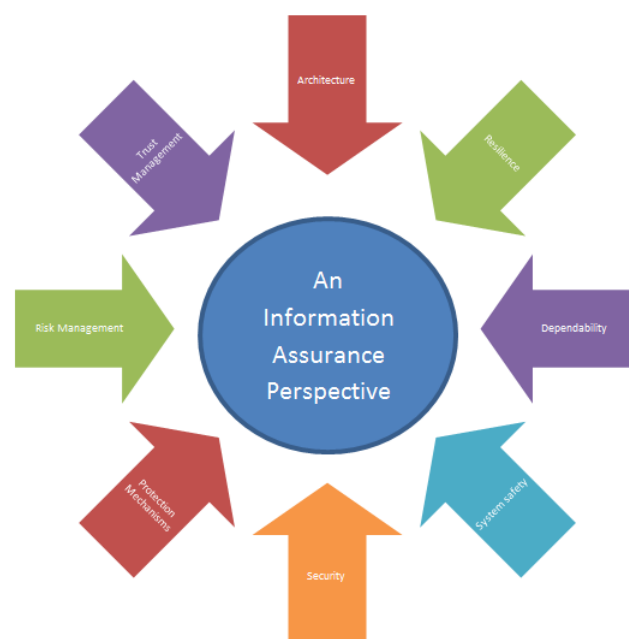 Architecture
Trust
Management
Resilience
An
Information
Assurance
Perspective
Risk Management
Dependability
Protection
Mechanisms
System safety
Security